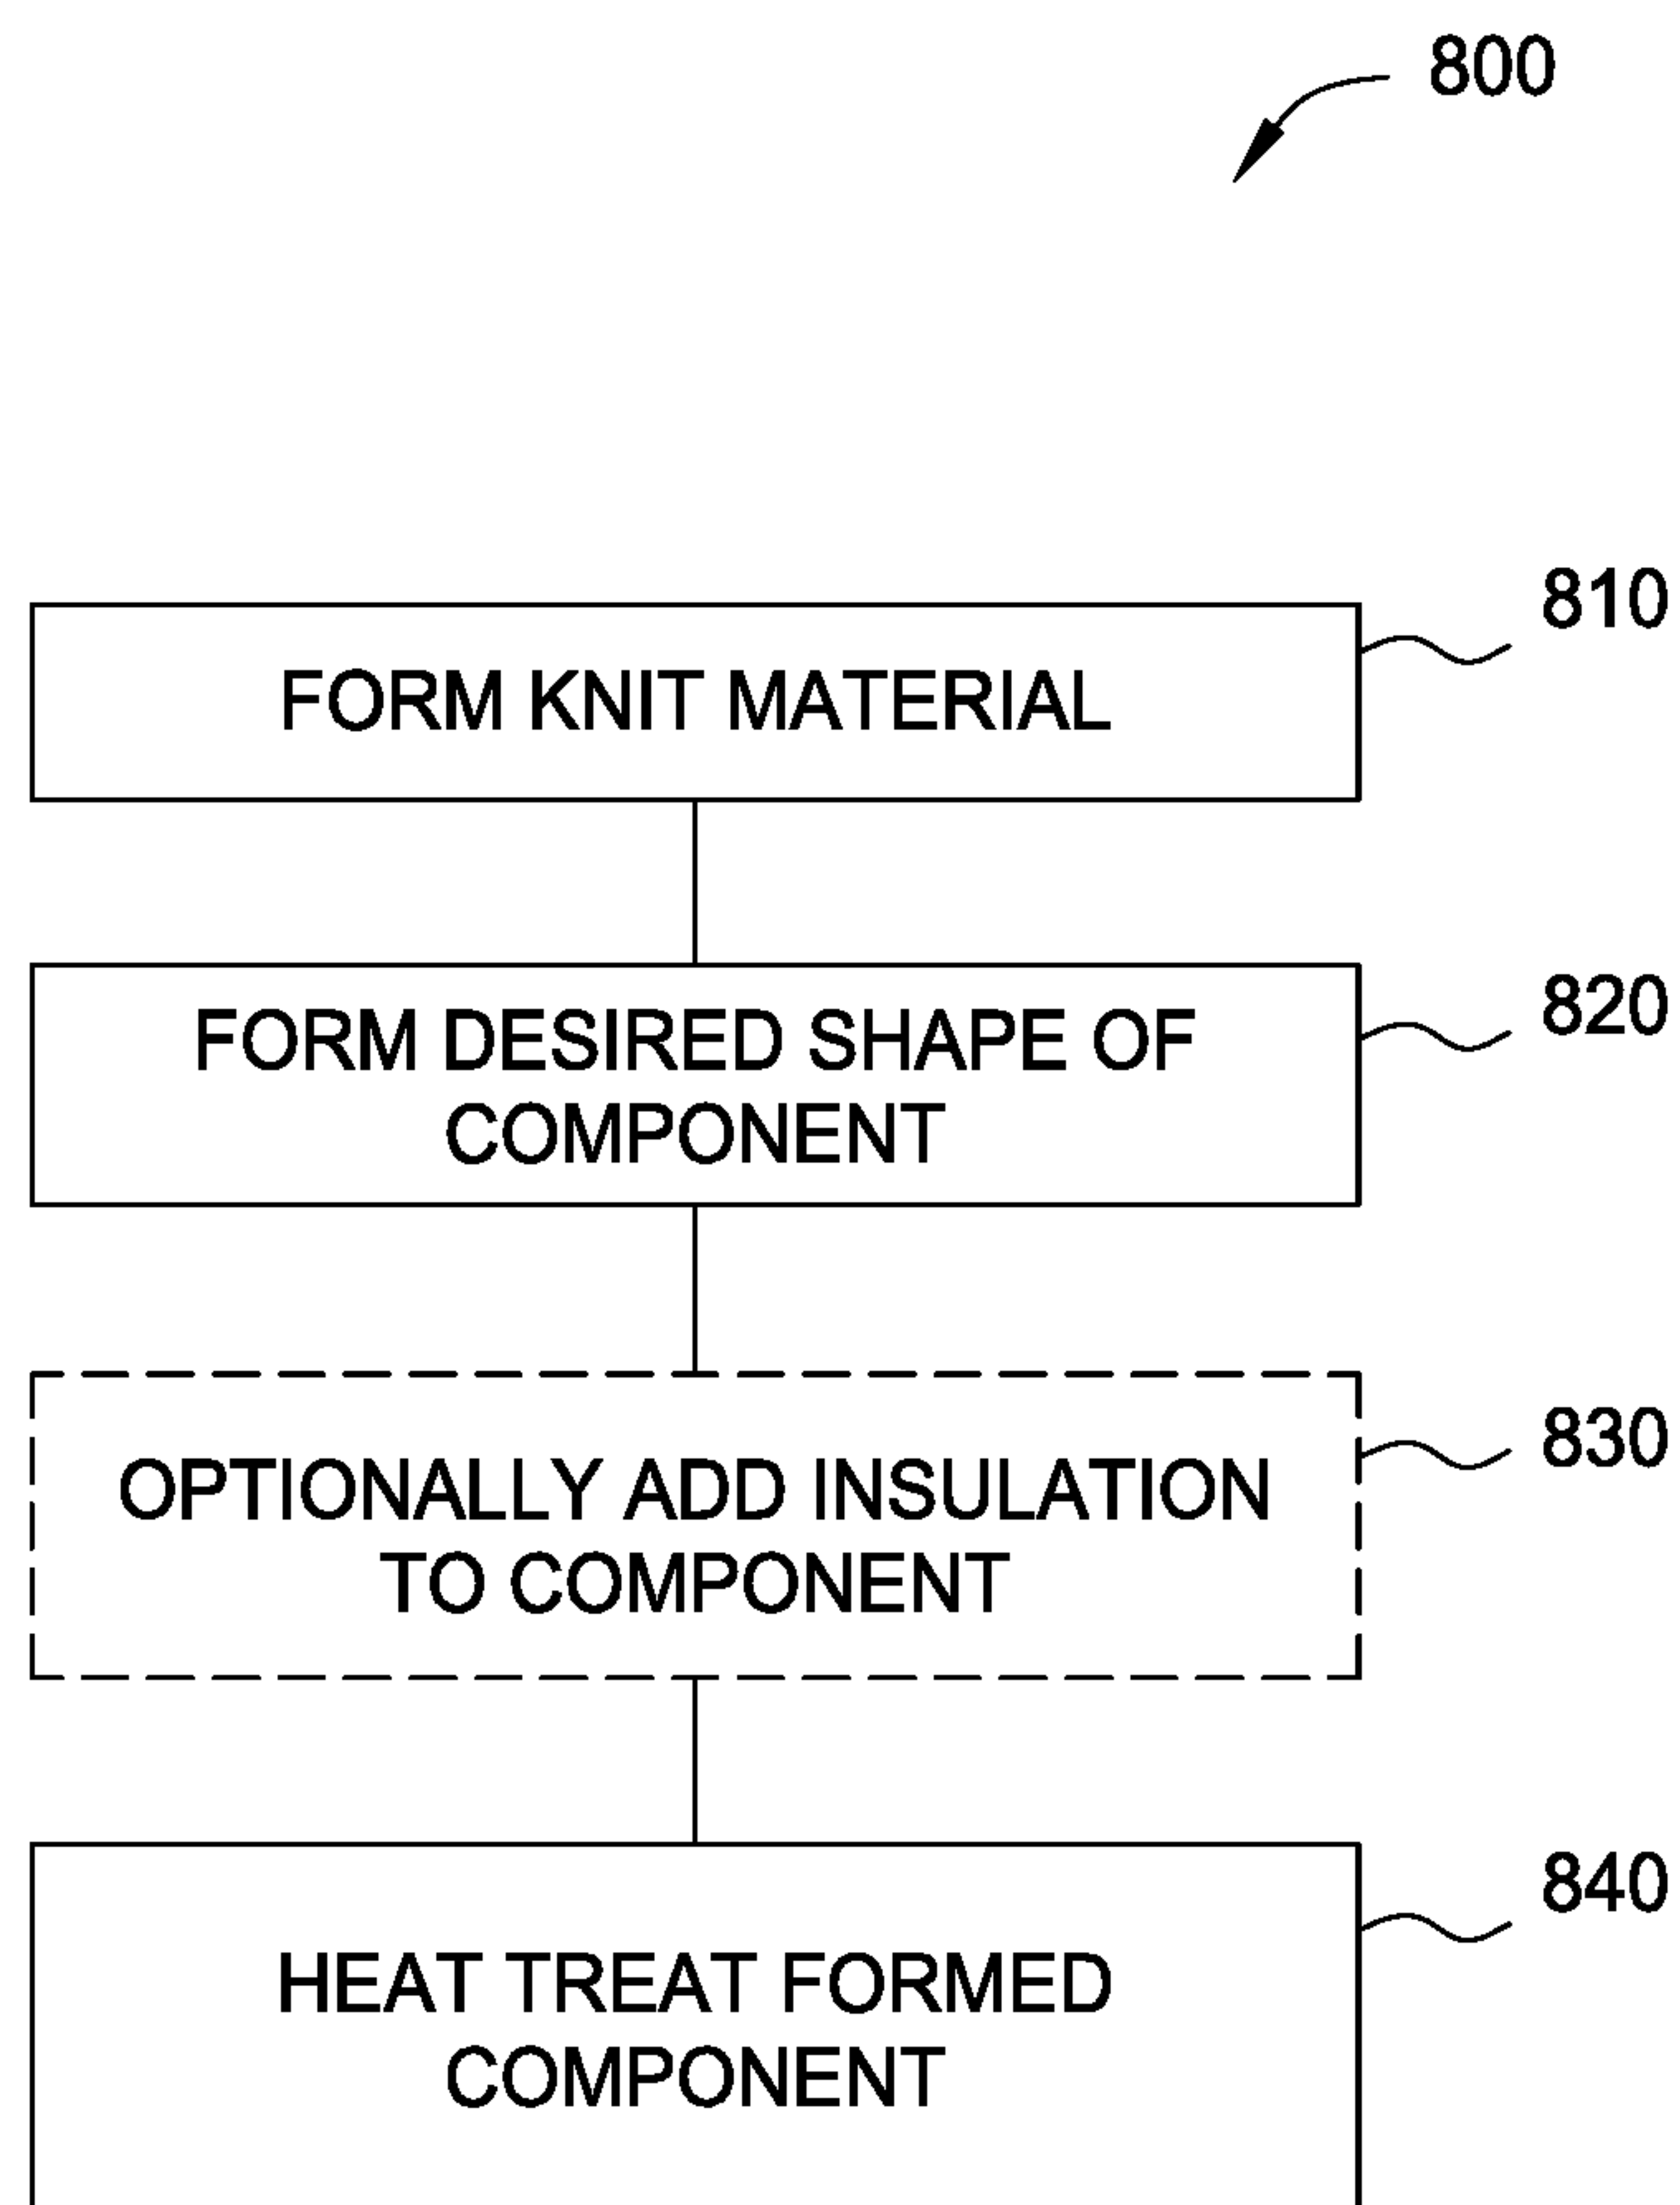 800
810
FORM KNIT MATERIAL
820
FORM DESIRED SHAPE OF
COMPONENT
830
OPTIONALLY ADD INSULATION
TO COMPONENT
840
HEAT TREAT FORMED
COMPONENT